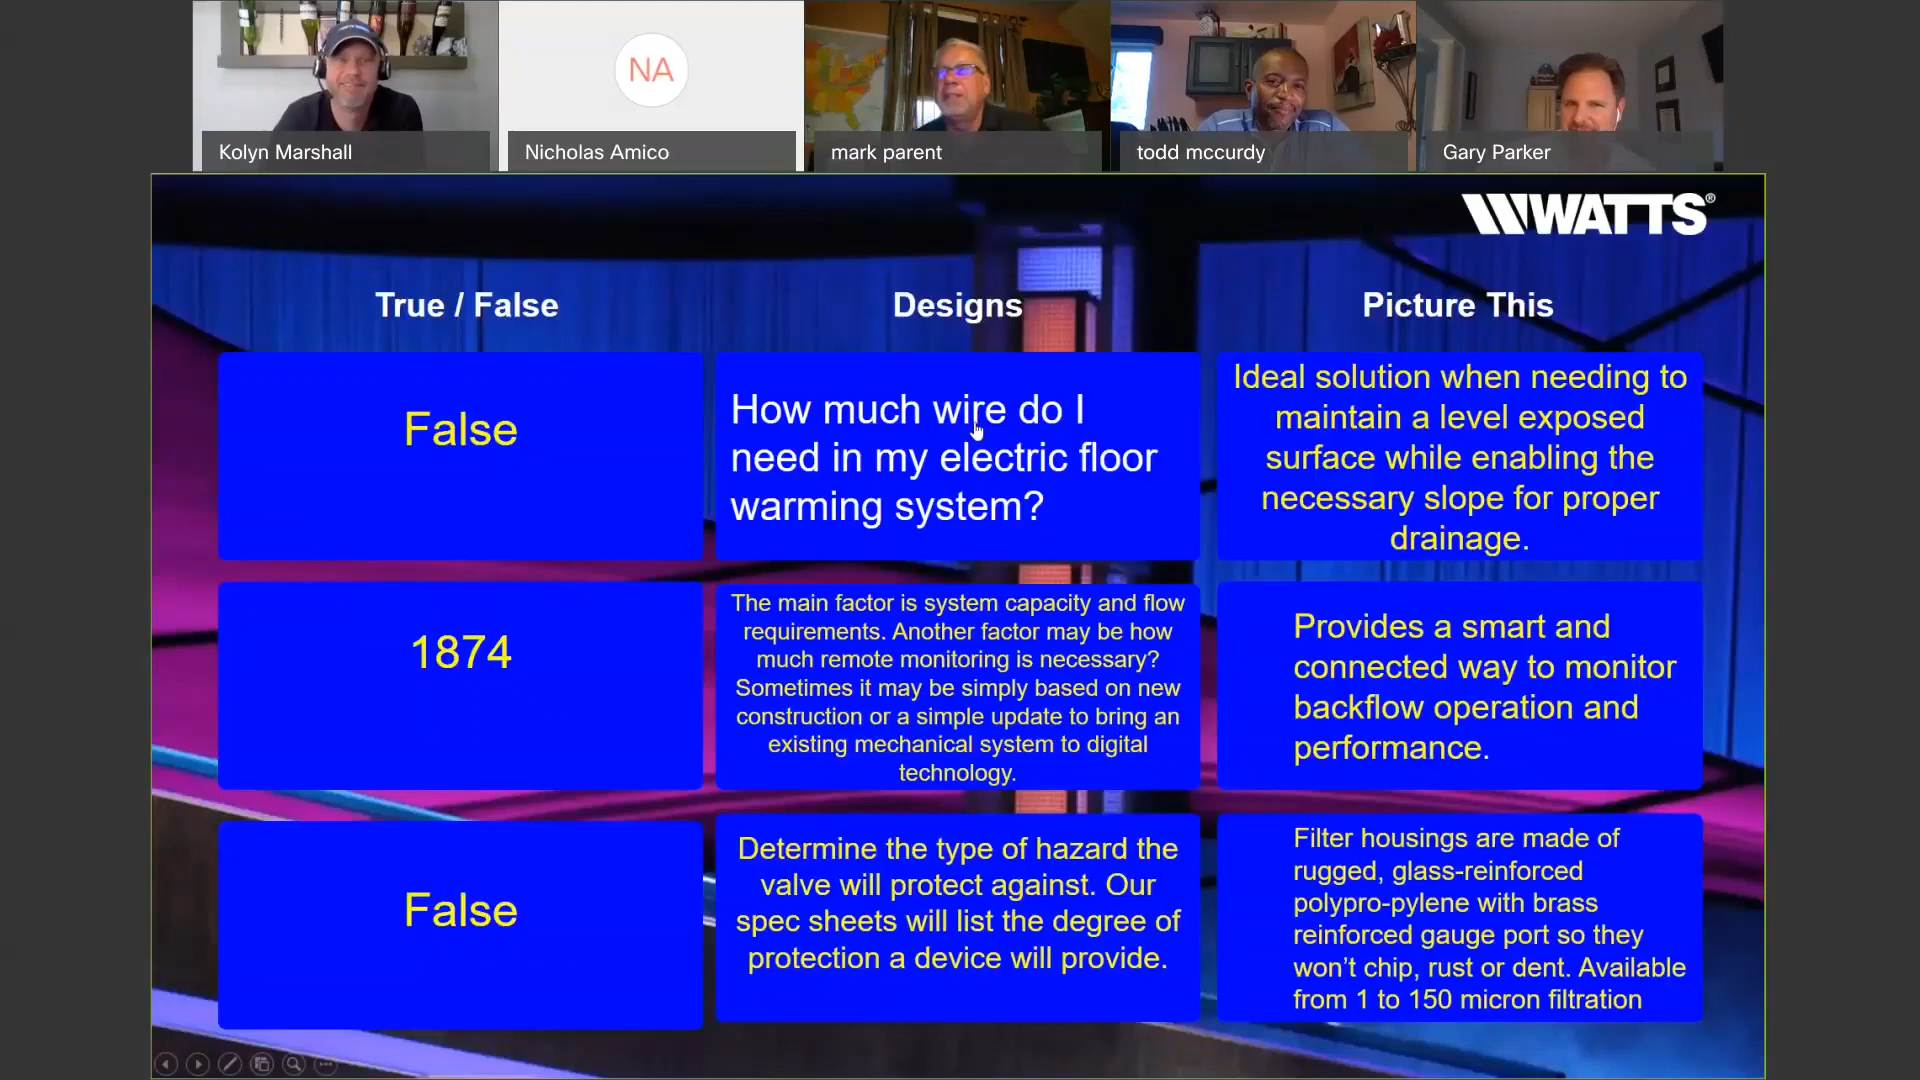 NA
Kolyn Marshall
Nicholas Amico
mark parent
todd mccurdy
Gary Parker
WATTS®
True / False
Designs
Picture This
False
How much wire do I
need in my electric floor
warming system?
Ideal solution when needing to
maintain a level exposed
surface while enabling the
necessary slope for proper
drainage.
1874
The main factor is system capacity and flow
requirements. Another factor may be how
much remote monitoring is necessary?
Sometimes it may be simply based on new
construction or a simple update to bring an
existing mechanical system to digital
technology.
Provides a smart and
connected way to monitor
backflow operation and
performance.
False
Determine the type of hazard the
valve will protect against. Our
spec sheets will list the degree of
protection a device will provide.
Filter housings are made of
rugged, glass-reinforced
polypro-pylene with brass
reinforced gauge port so they
won’t chip, rust or dent. Available
from 1 to 150 micron filtration